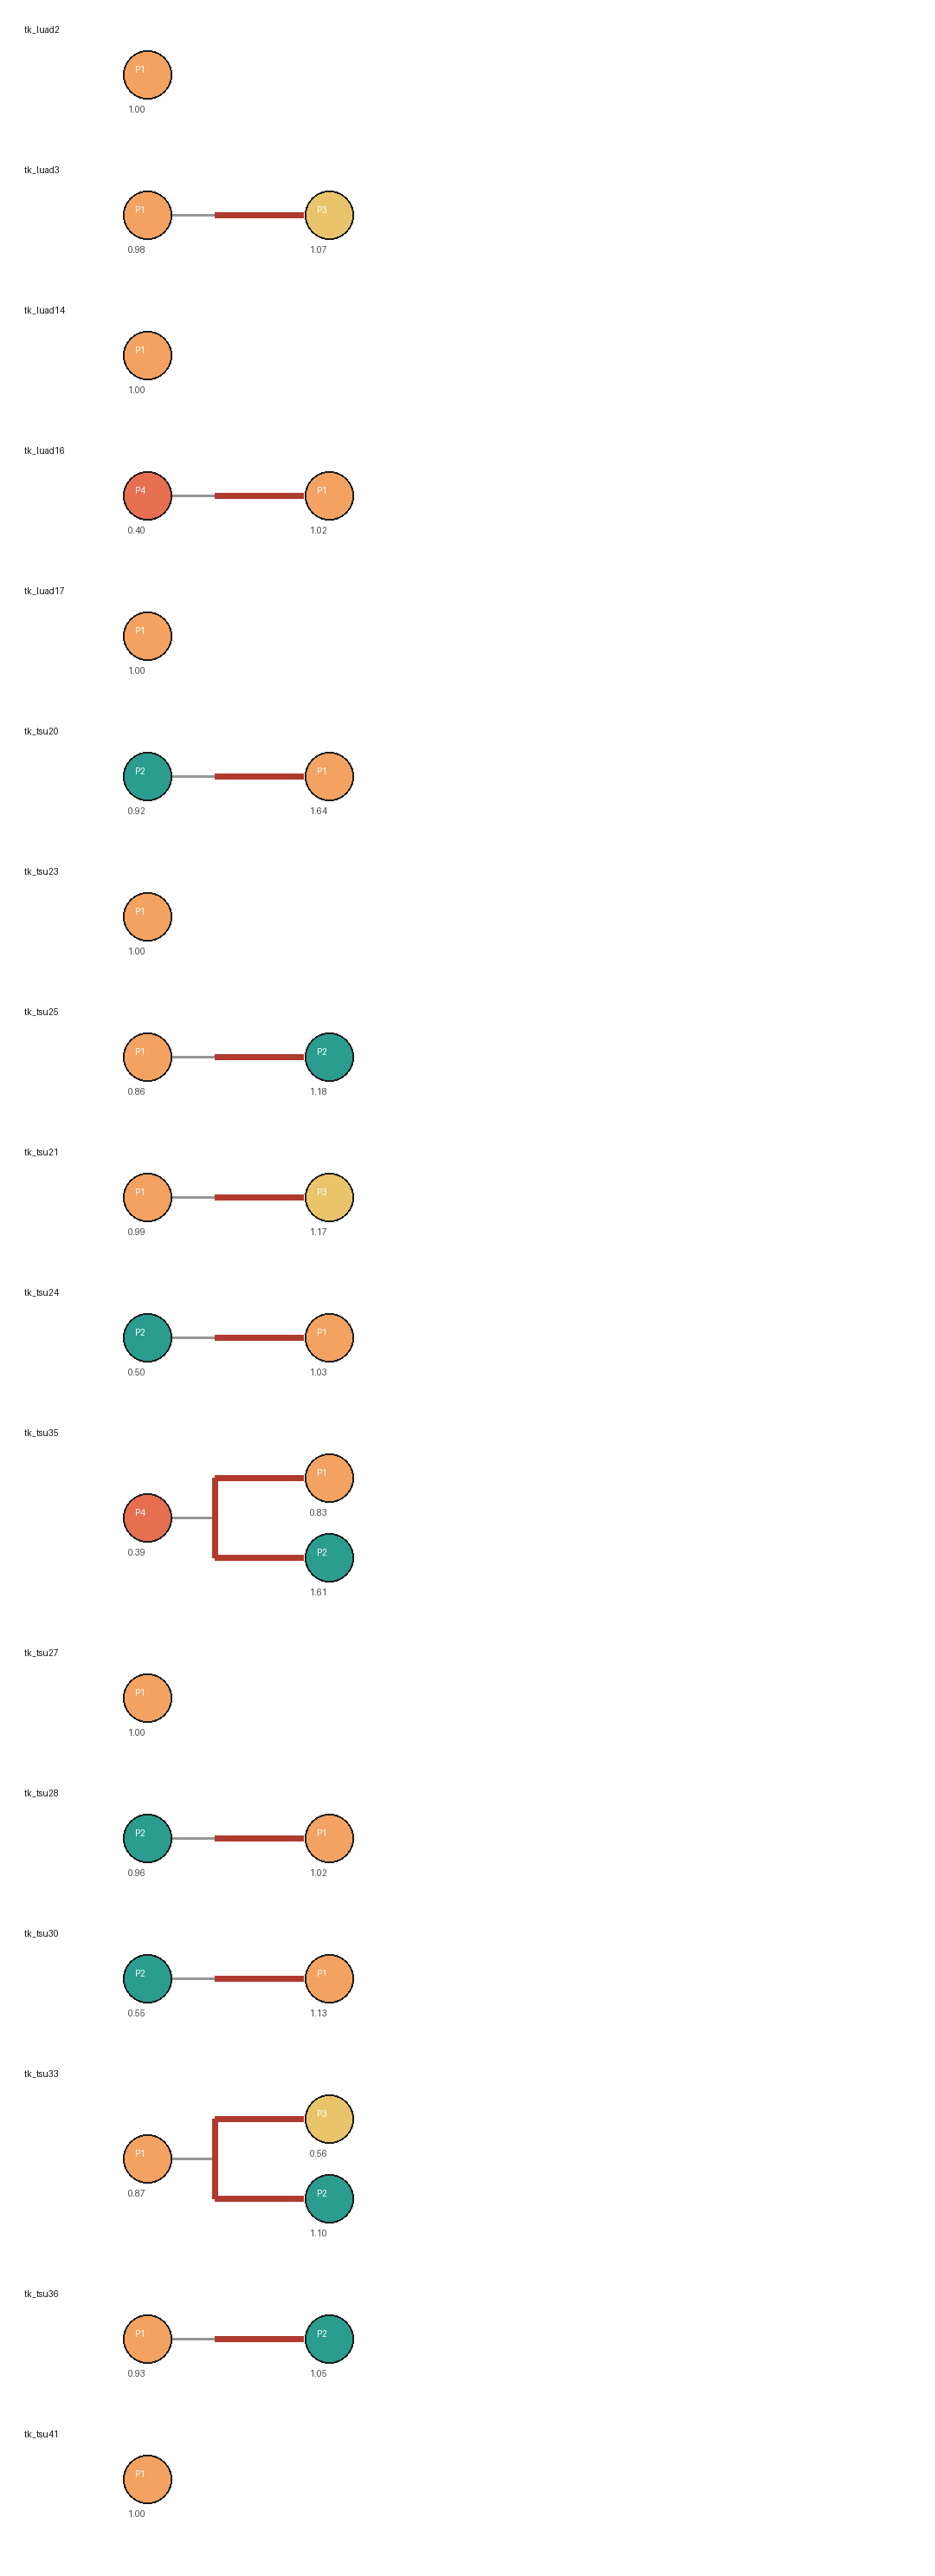 tk_luad2
P1
1.00
tk_luad3
P1 P3
0.98 1.07
tk_luad14
P1
1.00
tk_luad16
P4 P1
0.40 1.02
tk_luad17
P1
1.00
tk_tsu20
P2 P1
0.92 1.64
tk_tsu23
P1
1.00
tk_tsu25
P1 P2
0.86 1.18
tk_tsu21
P1 P3
0.99 1.17
tk_tsu24
P2 P1
0.50 1.03
tk_tsu35
P1
0.83
P4
0.39
P2
1.61
tk_tsu27
P1
1.00
tk_tsu28
P2 P1
0.96 1.02
tk_tsu30
P2 P1
0.55 1.13
tk_tsu33
P3
0.56
P1
0.87
P2
1.10
tk_tsu36
P1 P2
0.93 1.05
tk_tsu41
P1
1.00